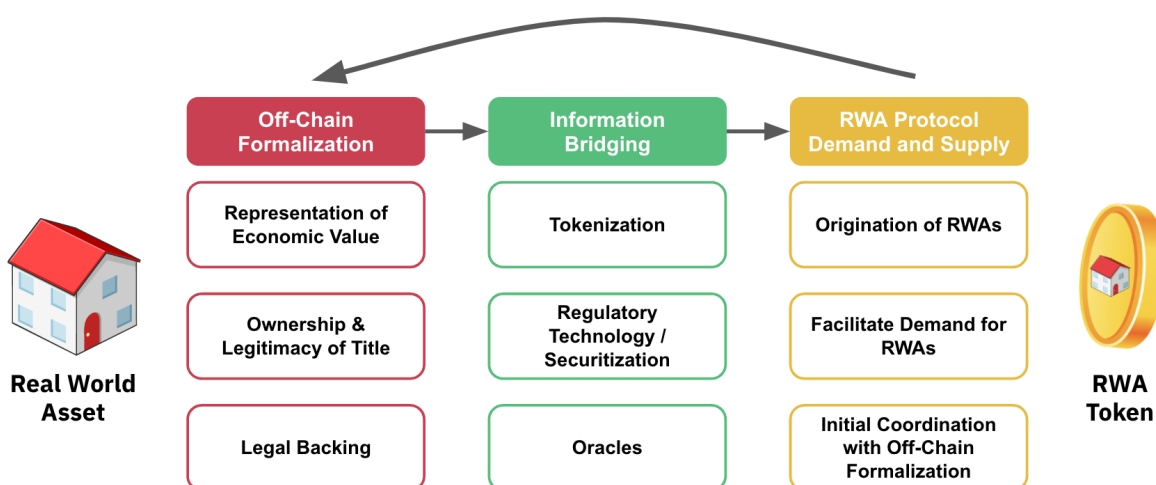 Off-Chain
Formalization
Information
Bridging
RWA Protocol
Demand and Supply
Representation of
Economic Value
Tokenization
Origination of RWAs
Ownership &
Legitimacy of Title
Regulatory
Technology /
Securitization
Facilitate Demand for
RWAs
Legal Backing
Oracles
Initial Coordination
with Off-Chain
Formalization
Real World
Asset
RWA
Token